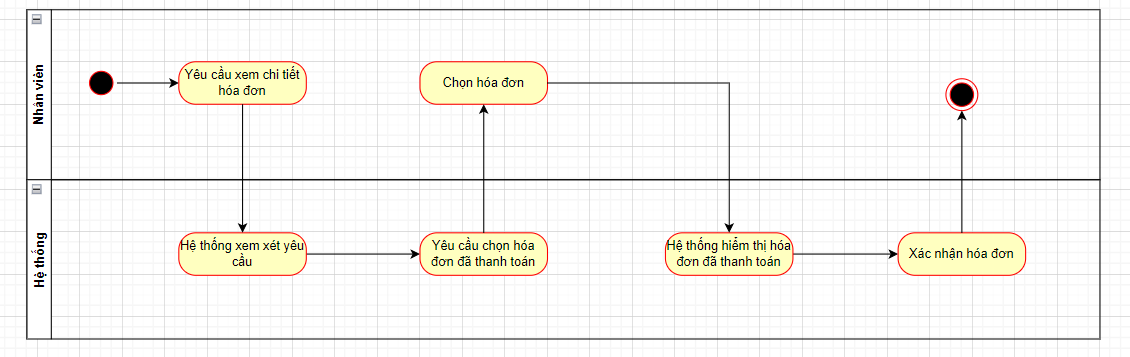 Nhân viên
Yêu cầu xem chi tiết
hóa đơn
Chọn hóa đơn
Hệ thống
Hệ thống xem xét yêu
cầu
Yêu cầu chọn hóa
đơn đã thanh toán
Hệ thống hiểm thị hóa
đơn đã thanh toán
Xác nhận hóa đơn